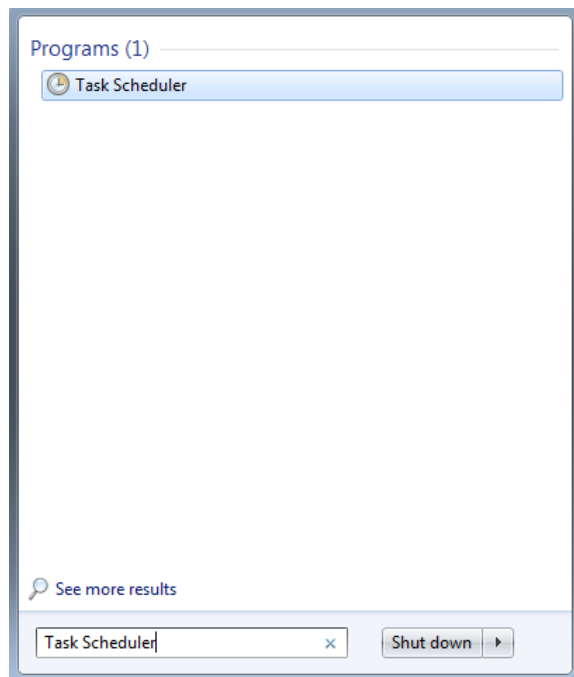 Programs (1)
Task Scheduler
See more results
Task Scheduler
Shut down